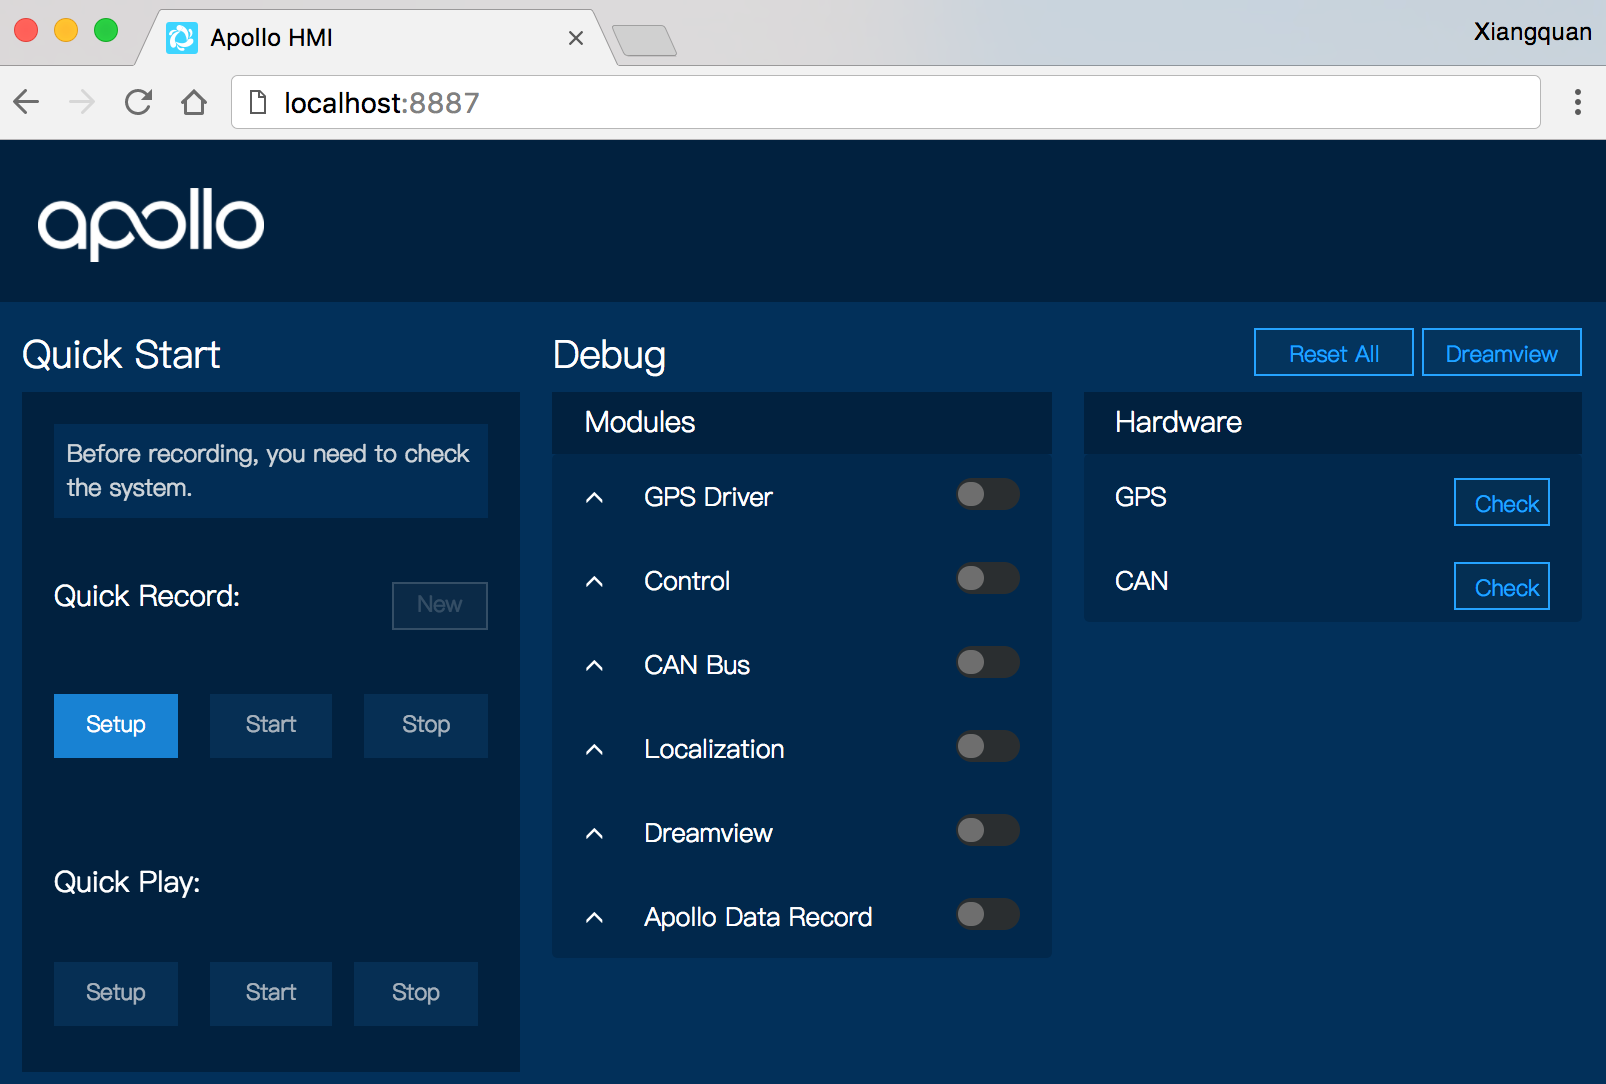 Apollo HMI
Xiangquan
localhost:8887
apollo
Quick Start
Before recording, you need to check
the system.
Quick Record:
New
Setup
Start
Stop
Quick Play:
Setup
Start
Stop
Debug
Reset All
Dreamview
Modules
GPS Driver
Control
CAN Bus
Localization
Dreamview
Apollo Data Record
Hardware
GPS
Check
CAN
Check